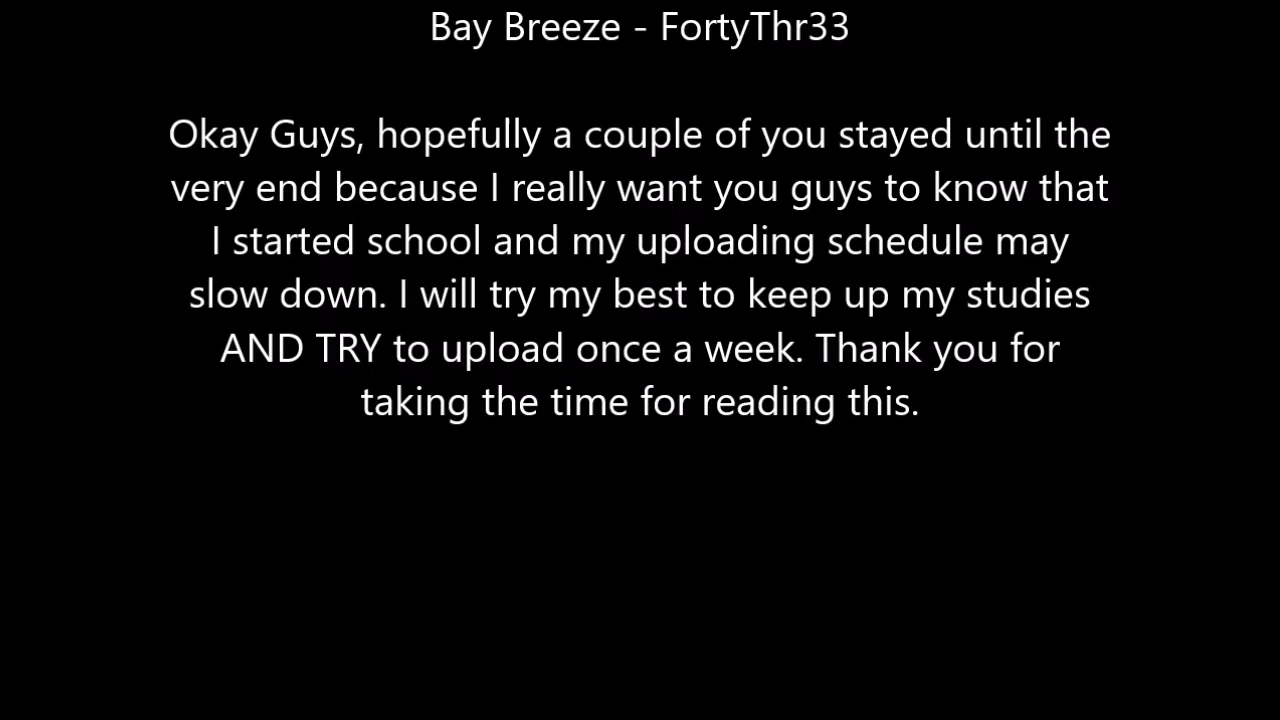 Bay Breeze - FortyThr33
Okay Guys, hopefully a couple of you stayed until the
very end because I really want you guys to know that
I started school and my uploading schedule may
slow down. I will try my best to keep up my studies
AND TRY to upload once a week. Thank you for
taking the time for reading this.